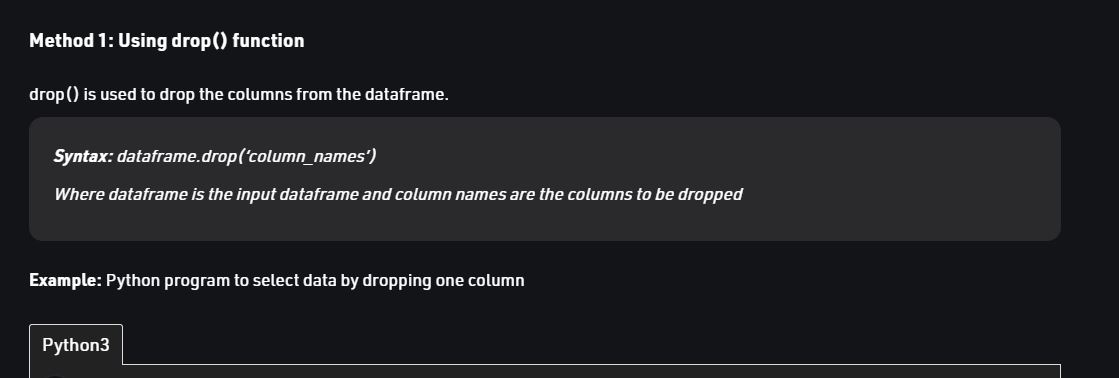 Method 1: Using drop() function
drop() is used to drop the columns from the dataframe.
Syntax: dataframe.drop(‘column_names’)
Where dataframe is the input dataframe and column names are the columns to be dropped
Example: Python program to select data by dropping one column
Python3